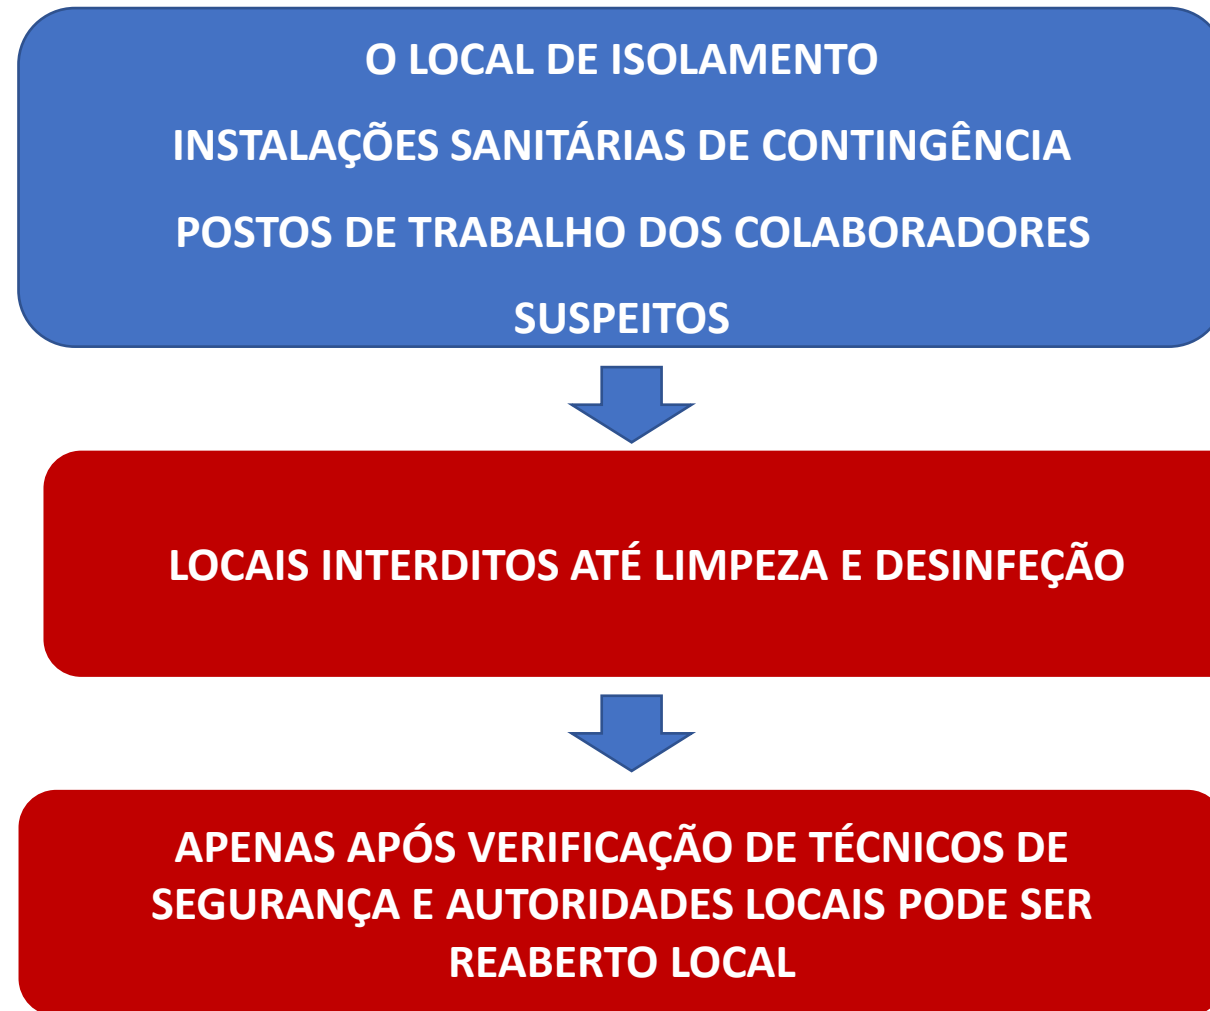 O LOCAL DE ISOLAMENTO
INSTALAÇÕES SANITÁRIAS DE CONTINGÊNCIA
POSTOS DE TRABALHO DOS COLABORADORES
SUSPEITOS
LOCAIS INTERDITOS ATÉ LIMPEZA E DESINFEÇÃO
APENAS APÓS VERIFICAÇÃO DE TÉCNICOS DE
SEGURANÇA E AUTORIDADES LOCAIS PODE SER
REABERTO LOCAL